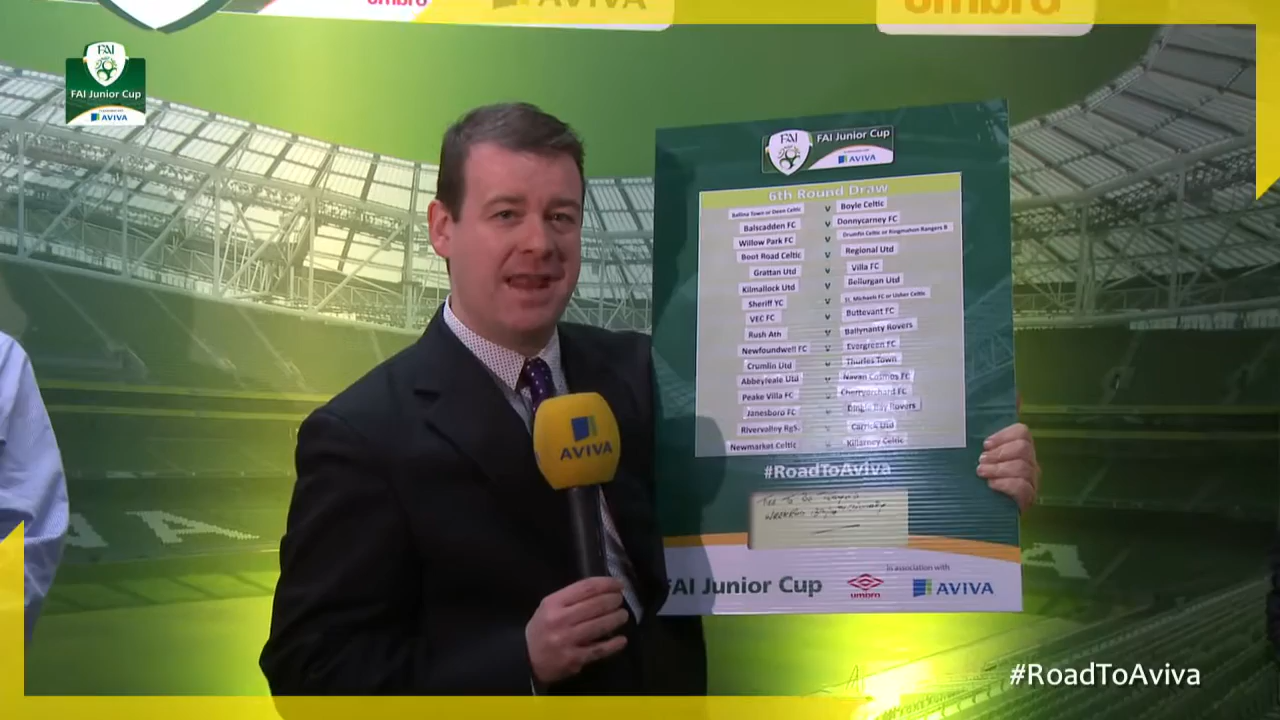 umbro
AVIVA
umbro
FAI
FAI Junior Cup
AVIVA
FAI
FAI Junior Cup
AVIVA
6th Round Draw
Ballina Town or Deen Celtic v Boyle Celtic
Balscadden FC v Donnycarney FC
Willow Park FC v Drumfin Celtic or Ringmahon Rangers B
Boot Road Celtic v Regional Utd
Grattan Utd v Villa FC
Kilmallock Utd v Bellurgan Utd
Sheriff YC v St. Michaels FC or Usher Celtic
VEC FC v Buttevant FC
Rush Ath v Ballynanty Rovers
Newfoundwell FC v Evergreen FC
Crumlin Utd v Thurles Town
Abbeyfeale Utd v Navan Cosmos FC
Peake Villa FC v Cherryorchard FC
Janesboro FC v Dingle Bay Rovers
Rivervalley Rgs. v Carrick Utd
Newmarket Celtic v Killarney Celtic
#RoadToAviva
AVIVA
in association with
FAI Junior Cup
umbro
AVIVA
A A
A
#RoadToAviva